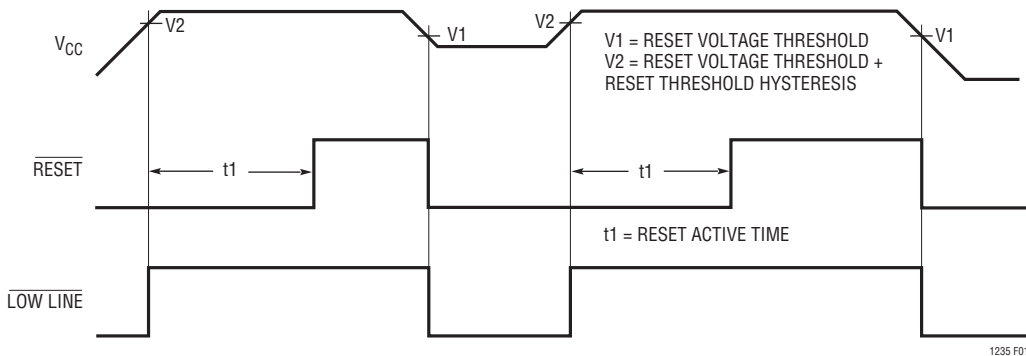 V2
V1
V2
V1
VCC
V1 = RESET VOLTAGE THRESHOLD
V2 = RESET VOLTAGE THRESHOLD +
RESET THRESHOLD HYSTERESIS
RESET
t1
t1
t1 = RESET ACTIVE TIME
LOW LINE
1235 F01